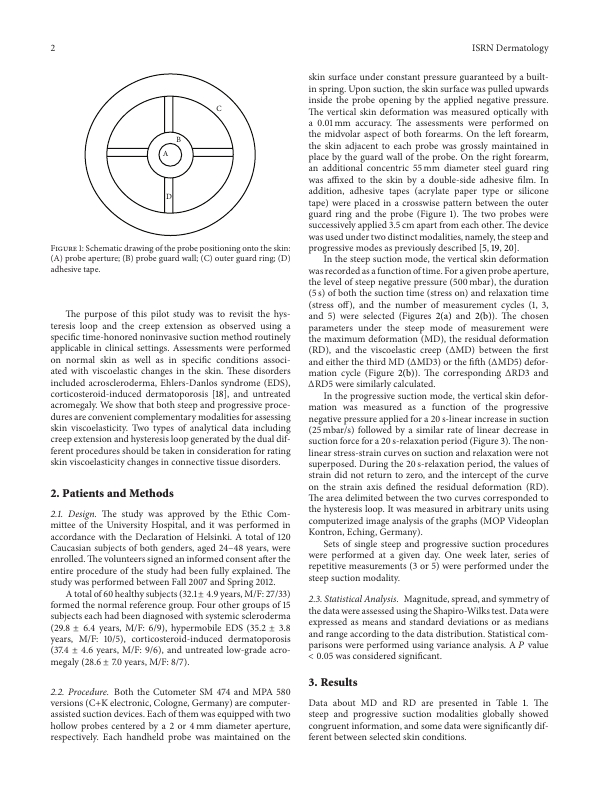 2
ISRN Dermatology
C
B
A
D
Figure 1: Schematic drawing of the probe positioning onto the skin:
(A) probe aperture; (B) probe guard wall; (C) outer guard ring; (D)
adhesive tape.
The purpose of this pilot study was to revisit the hys-
teresis loop and the creep extension as observed using a
specific time-honored noninvasive suction method routinely
applicable in clinical settings. Assessments were performed
on normal skin as well as in specific conditions associ-
ated with viscoelastic changes in the skin. These disorders
included acroscleroderma, Ehlers-Danlos syndrome (EDS),
corticosteroid-induced dermatoporosis [18], and untreated
acromegaly. We show that both steep and progressive proce-
dures are convenient complementary modalities for assessing
skin viscoelasticity. Two types of analytical data including
creep extension and hysteresis loop generated by the dual dif-
ferent procedures should be taken in consideration for rating
skin viscoelasticity changes in connective tissue disorders.
2. Patients and Methods
2.1. Design. The study was approved by the Ethic Com-
mittee of the University Hospital, and it was performed in
accordance with the Declaration of Helsinki. A total of 120
Caucasian subjects of both genders, aged 24–48 years, were
enrolled. The volunteers signed an informed consent after the
entire procedure of the study had been fully explained. The
study was performed between Fall 2007 and Spring 2012.
A total of 60 healthy subjects (32.1± 4.9 years, M/F: 27/33)
formed the normal reference group. Four other groups of 15
subjects each had been diagnosed with systemic scleroderma
(29.8 ± 6.4 years, M/F: 6/9), hypermobile EDS (35.2 ± 3.8
years, M/F: 10/5), corticosteroid-induced dermatoporosis
(37.4 ± 4.6 years, M/F: 9/6), and untreated low-grade acro-
megaly (28.6 ± 7.0 years, M/F: 8/7).
2.2. Procedure. Both the Cutometer SM 474 and MPA 580
versions (C+K electronic, Cologne, Germany) are computer-
assisted suction devices. Each of them was equipped with two
hollow probes centered by a 2 or 4 mm diameter aperture,
respectively. Each handheld probe was maintained on the
skin surface under constant pressure guaranteed by a built-
in spring. Upon suction, the skin surface was pulled upwards
inside the probe opening by the applied negative pressure.
The vertical skin deformation was measured optically with
a 0.01 mm accuracy. The assessments were performed on
the midvolar aspect of both forearms. On the left forearm,
the skin adjacent to each probe was grossly maintained in
place by the guard wall of the probe. On the right forearm,
an additional concentric 55 mm diameter steel guard ring
was affixed to the skin by a double-side adhesive film. In
addition, adhesive tapes (acrylate paper type or silicone
tape) were placed in a crosswise pattern between the outer
guard ring and the probe (Figure 1). The two probes were
successively applied 3.5 cm apart from each other. The device
was used under two distinct modalities, namely, the steep and
progressive modes as previously described [5, 19, 20].
In the steep suction mode, the vertical skin deformation
was recorded as a function of time. For a given probe aperture,
the level of steep negative pressure (500 mbar), the duration
(5 s) of both the suction time (stress on) and relaxation time
(stress off), and the number of measurement cycles (1, 3,
and 5) were selected (Figures 2(a) and 2(b)). The chosen
parameters under the steep mode of measurement were
the maximum deformation (MD), the residual deformation
(RD), and the viscoelastic creep (ΔMD) between the first
and either the third MD (ΔMD3) or the fifth (ΔMD5) defor-
mation cycle (Figure 2(b)). The corresponding ΔRD3 and
ΔRD5 were similarly calculated.
In the progressive suction mode, the vertical skin defor-
mation was measured as a function of the progressive
negative pressure applied for a 20 s-linear increase in suction
(25 mbar/s) followed by a similar rate of linear decrease in
suction force for a 20 s-relaxation period (Figure 3). The non-
linear stress-strain curves on suction and relaxation were not
superposed. During the 20 s-relaxation period, the values of
strain did not return to zero, and the intercept of the curve
on the strain axis defined the residual deformation (RD).
The area delimited between the two curves corresponded to
the hysteresis loop. It was measured in arbitrary units using
computerized image analysis of the graphs (MOP Videoplan
Kontron, Eching, Germany).
Sets of single steep and progressive suction procedures
were performed at a given day. One week later, series of
repetitive measurements (3 or 5) were performed under the
steep suction modality.
2.3. Statistical Analysis. Magnitude, spread, and symmetry of
the data were assessed using the Shapiro-Wilks test. Data were
expressed as means and standard deviations or as medians
and range according to the data distribution. Statistical com-
parisons were performed using variance analysis. A P value
< 0.05 was considered significant.
3. Results
Data about MD and RD are presented in Table 1. The
steep and progressive suction modalities globally showed
congruent information, and some data were significantly dif-
ferent between selected skin conditions.